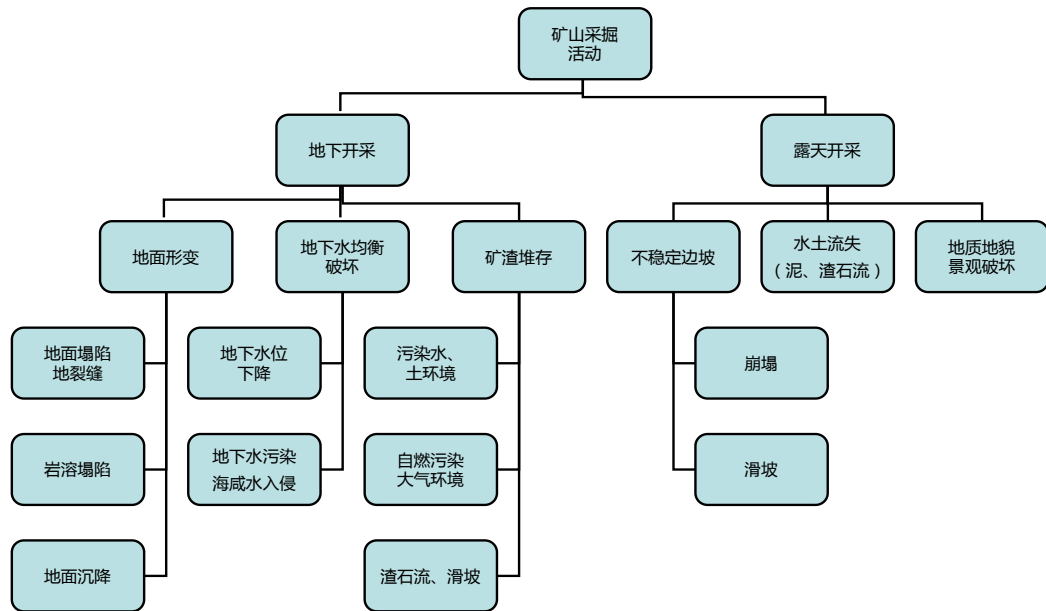 矿山采掘
活动
地下开采
露天开采
地面形变
地下水均衡
破坏
矿渣堆存
不稳定边坡
水土流失
（泥、渣石流）
地质地貌
景观破坏
地面塌陷
地裂缝
地下水位
下降
污染水、
土环境
崩塌
岩溶塌陷
地下水污染
海咸水入侵
自燃污染
大气环境
滑坡
地面沉降
渣石流、滑坡